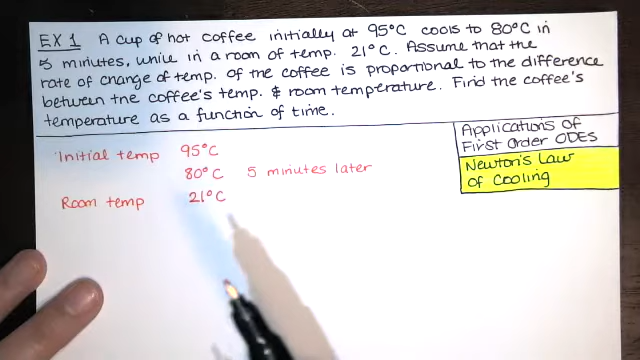 EX 1 A cup of hot coffee initially at 95°C cools to 80°C in
5 minutes, while in a room of temp. 21°C. Assume that the
rate of change of temp. of the coffee is proportional to the difference
between the coffee's temp. & room temperature. Find the coffee's
temperature as a function of time.
Applications of
First Order ODEs
Newton's Law
of Cooling
Initial temp 95°C
80°C 5 minutes later
Room temp 21°C